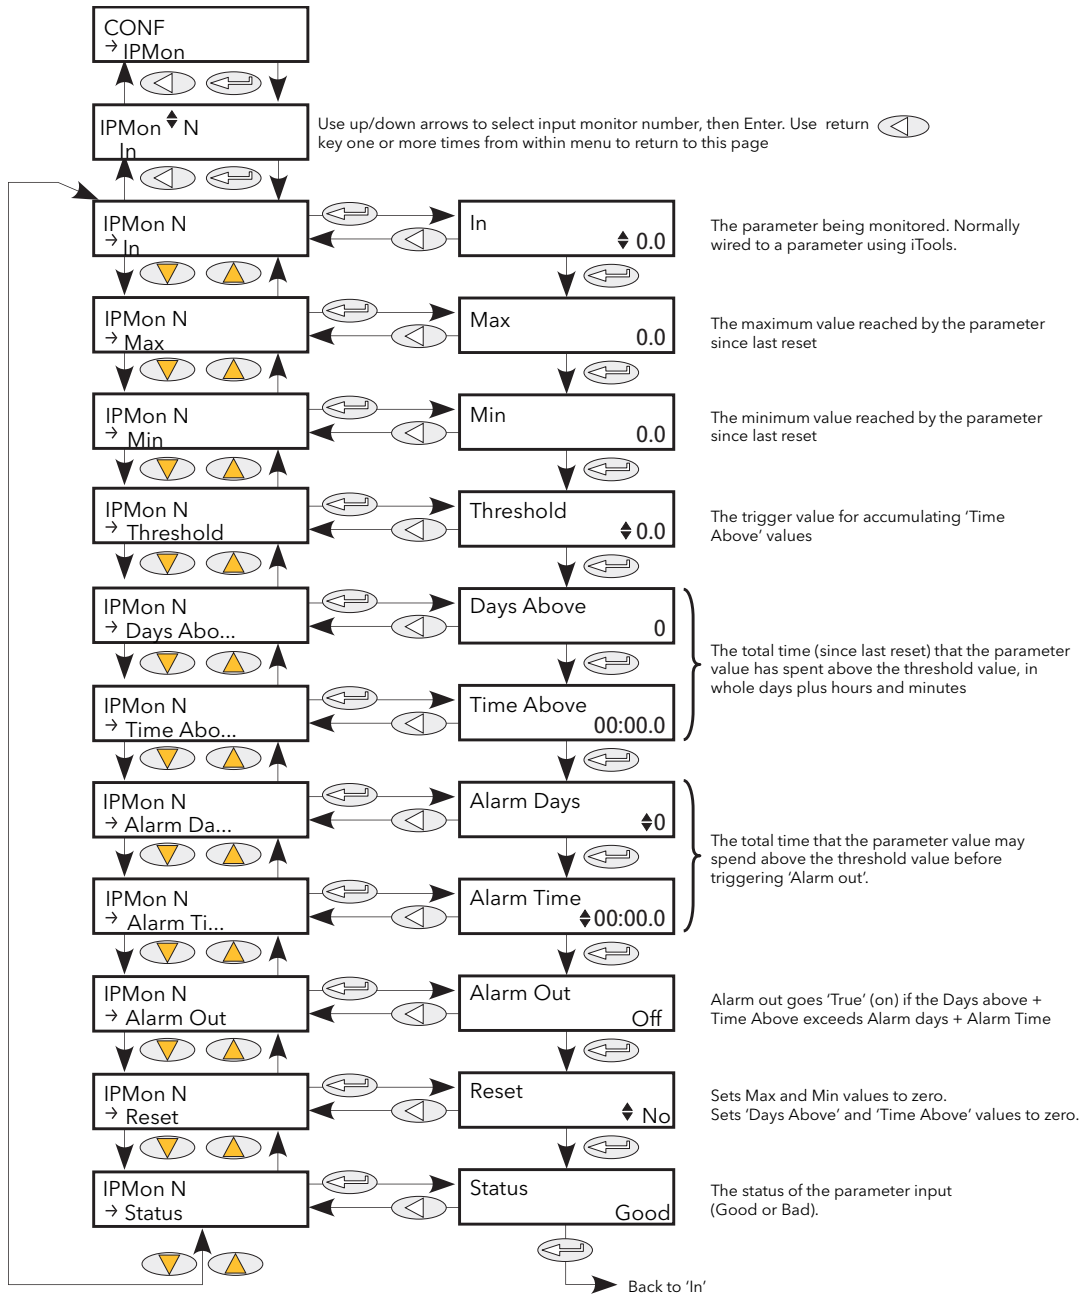 CONF
→ IPMon
IPMon N
In
Use up/down arrows to select input monitor number, then Enter. Use return
key one or more times from within menu to return to this page
IPMon N
→ In
In
0.0
The parameter being monitored. Normally
wired to a parameter using iTools.
IPMon N
→ Max
Max
0.0
The maximum value reached by the parameter
since last reset
IPMon N
→ Min
Min
0.0
The minimum value reached by the parameter
since last reset
IPMon N
→ Threshold
Threshold
0.0
The trigger value for accumulating ‘Time
Above’ values
IPMon N
→ Days Abo...
Days Above
0
The total time (since last reset) that the parameter
value has spent above the threshold value, in
whole days plus hours and minutes
IPMon N
→ Time Abo...
Time Above
00:00.0
IPMon N
→ Alarm Da...
Alarm Days
0
The total time that the parameter value may
spend above the threshold value before
triggering ‘Alarm out’.
IPMon N
→ Alarm Ti...
Alarm Time
00:00.0
IPMon N
→ Alarm Out
Alarm Out
Off
Alarm out goes ‘True’ (on) if the Days above +
Time Above exceeds Alarm days + Alarm Time
IPMon N
→ Reset
Reset
No
Sets Max and Min values to zero.
Sets ‘Days Above’ and ‘Time Above’ values to zero.
IPMon N
→ Status
Status
Good
The status of the parameter input
(Good or Bad).
Back to ‘In’